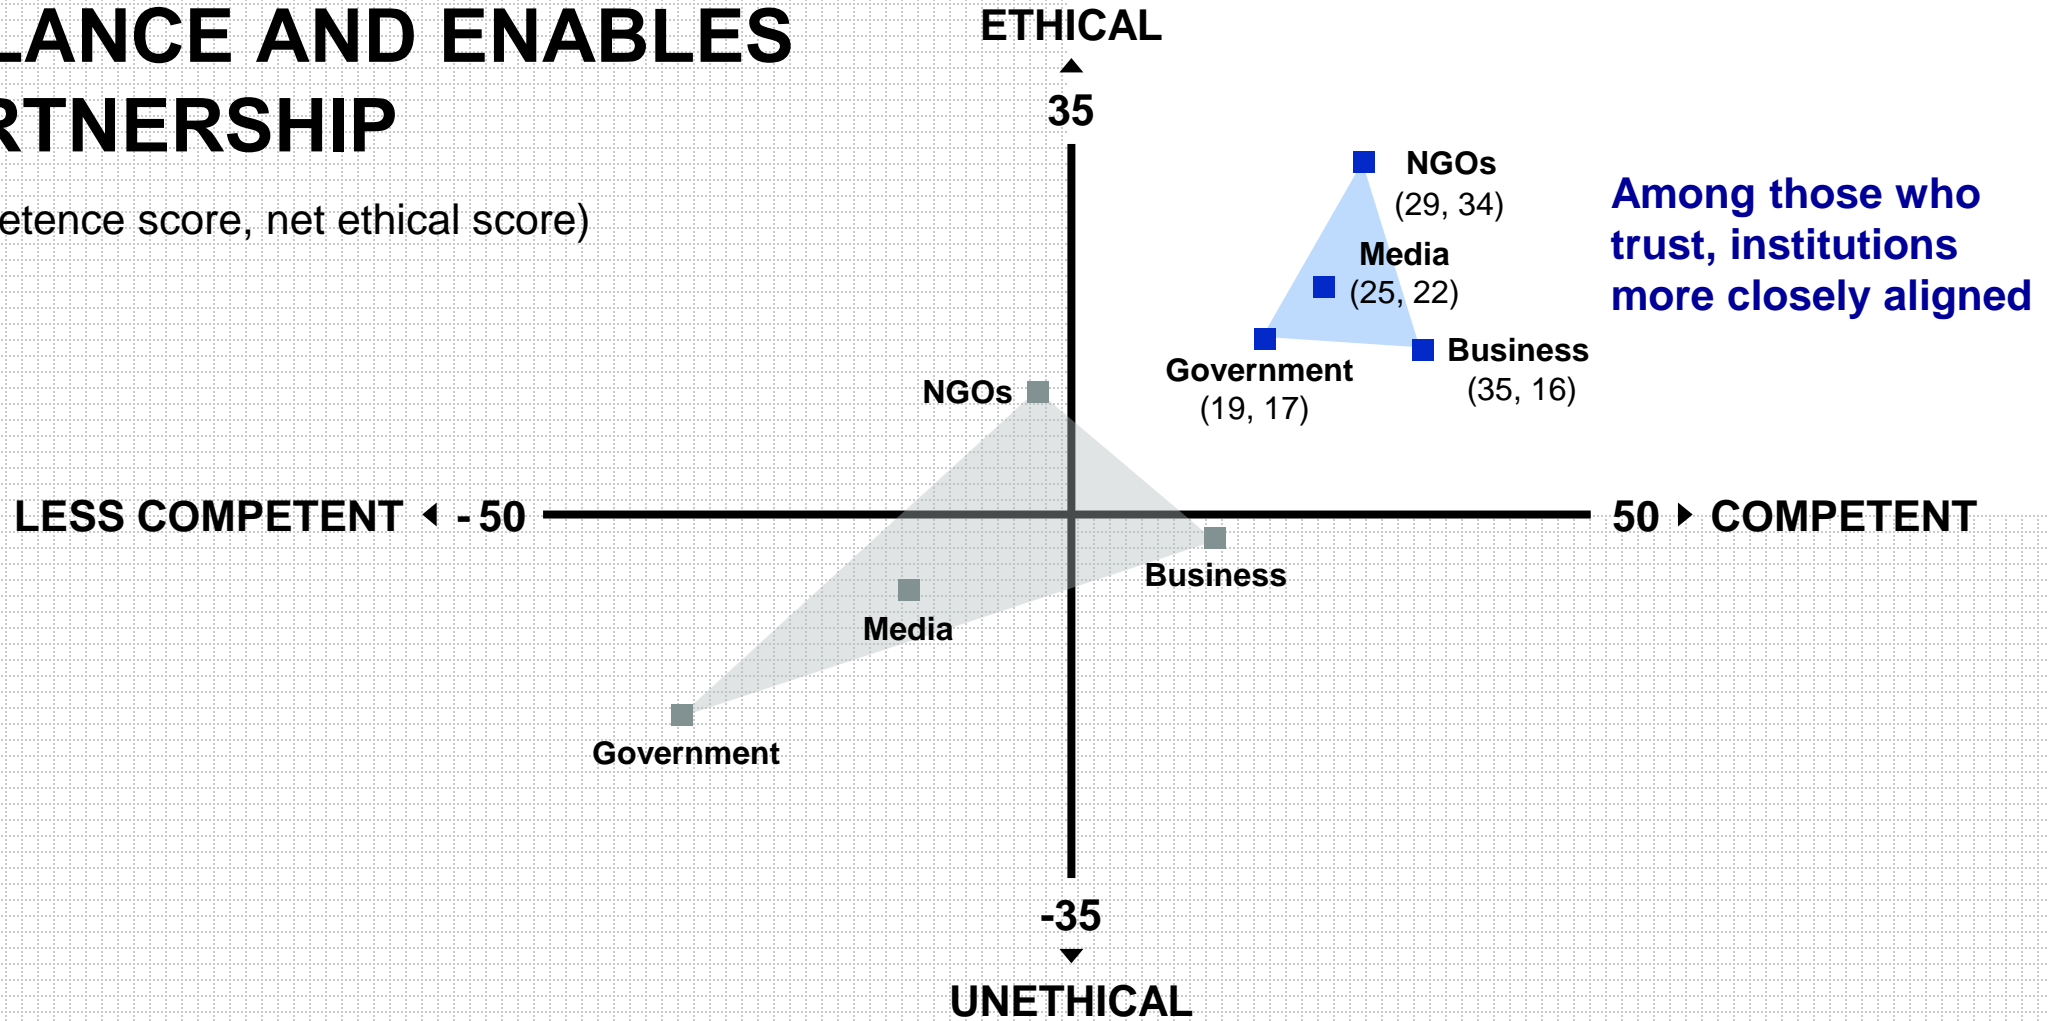 LANCE AND ENABLES
RTNERSHIP
etence score, net ethical score)
ETHICAL
35
NGOs
(29, 34)
Media
(25, 22)
Government
(19, 17)
Business
(35, 16)
Among those who
trust, institutions
more closely aligned
NGOs
LESS COMPETENT
- 50
50
COMPETENT
Business
Media
Government
-35
UNETHICAL